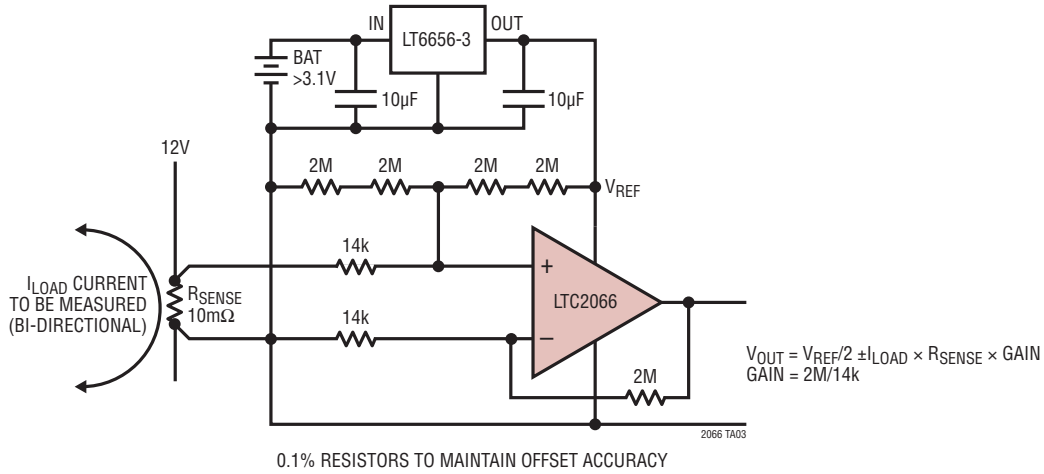 IN
LT6656-3
OUT
BAT
>3.1V
10µF
10µF
12V
2M
2M
2M
2M
VREF
14k
ILOAD CURRENT
TO BE MEASURED
(BI-DIRECTIONAL)
RSENSE
10mΩ
+
LTC2066
14k
–
2M
VOUT = VREF/2 ±ILOAD × RSENSE × GAIN
GAIN = 2M/14k
2066 TA03
0.1% RESISTORS TO MAINTAIN OFFSET ACCURACY